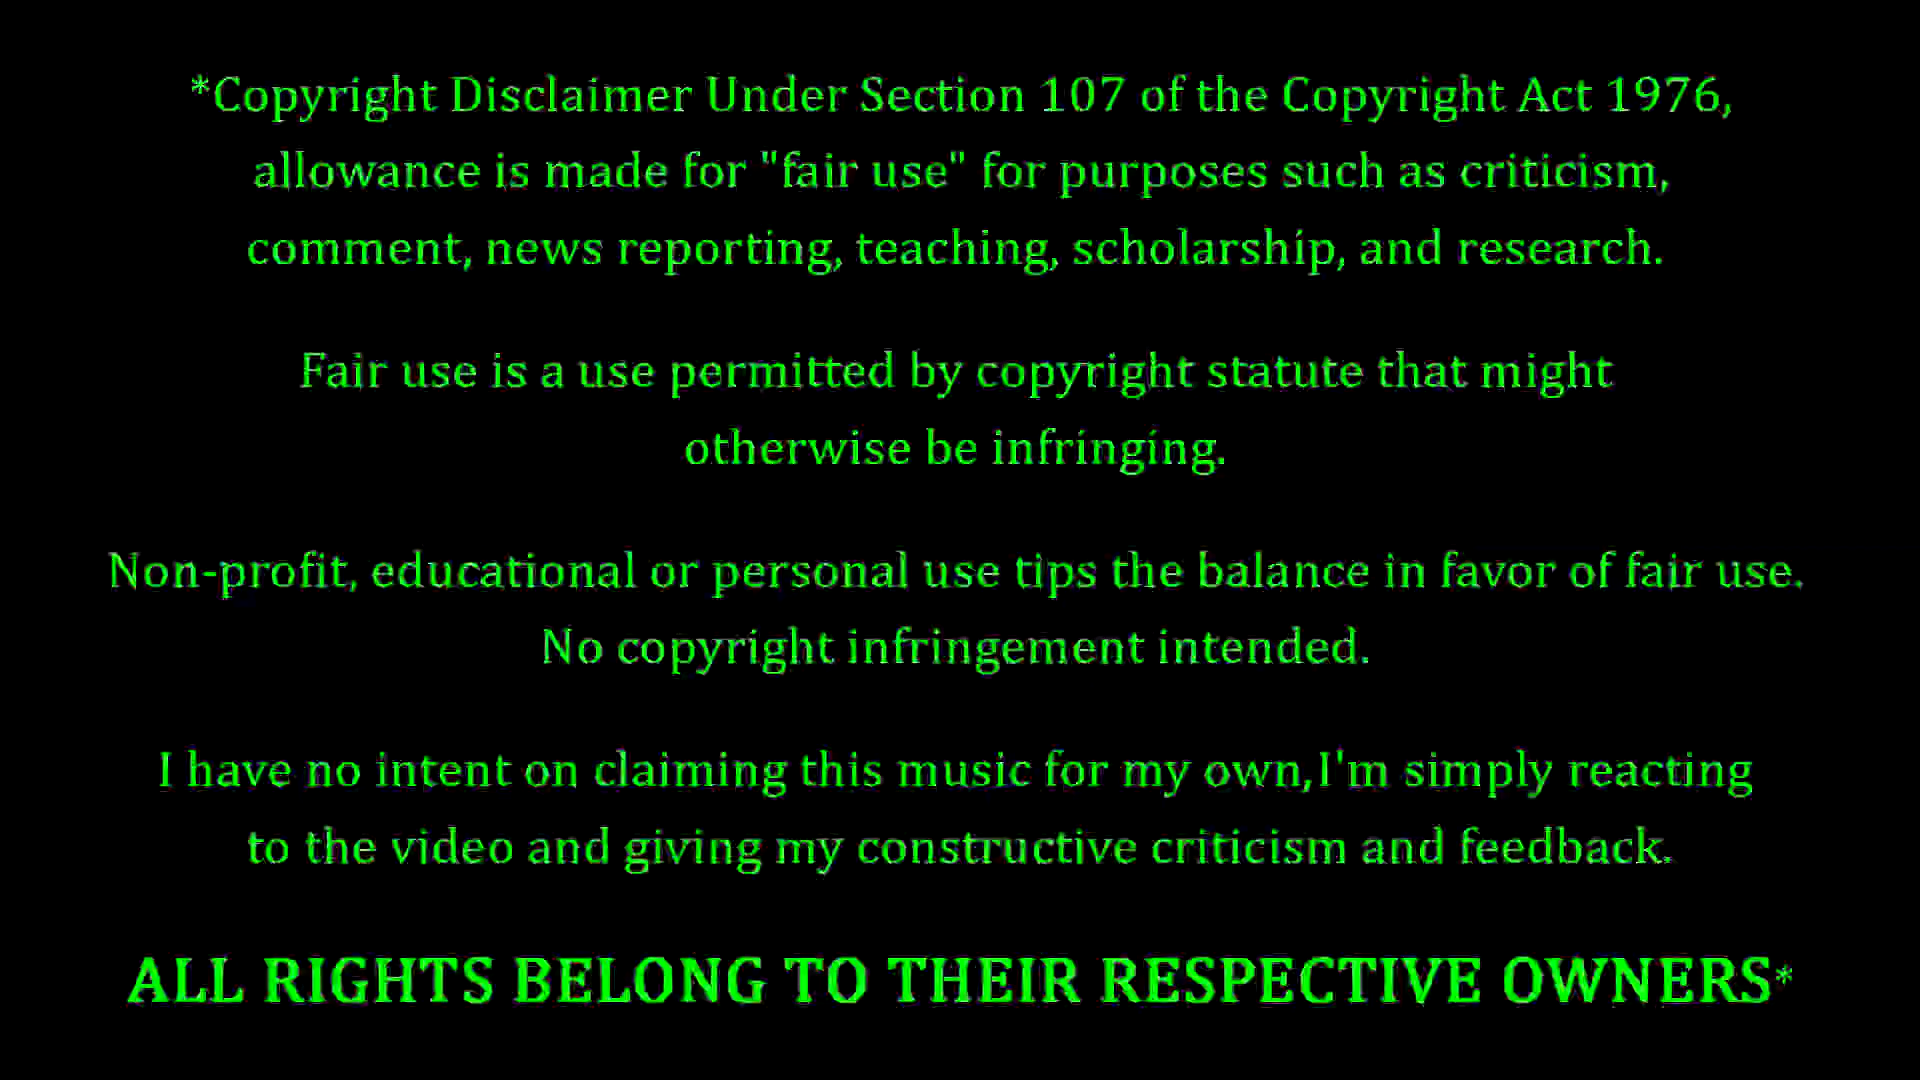 *Copyright Disclaimer Under Section 107 of the Copyright Act 1976,
allowance is made for "fair use" for purposes such as criticism,
comment, news reporting, teaching, scholarship, and research.
Fair use is a use permitted by copyright statute that might
otherwise be infringing.
Non-profit, educational or personal use tips the balance in favor of fair use.
No copyright infringement intended.
I have no intent on claiming this music for my own,I'm simply reacting
to the video and giving my constructive criticism and feedback.
ALL RIGHTS BELONG TO THEIR RESPECTIVE OWNERS*